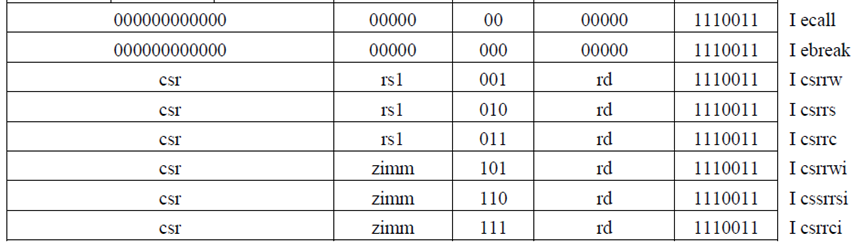 000000000000 00000 00 00000 1110011 I ecall
000000000000 00000 000 00000 1110011 I ebreak
csr rs1 001 rd 1110011 I csrrw
csr rs1 010 rd 1110011 I csrrs
csr rs1 011 rd 1110011 I csrrc
csr zimm 101 rd 1110011 I csrrwi
csr zimm 110 rd 1110011 I cssrrsi
csr zimm 111 rd 1110011 I csrrci